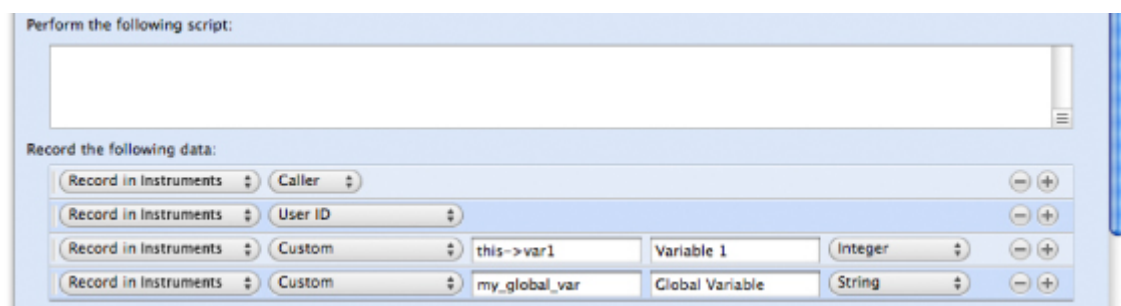 Perform the following script:
Record the following data:
Record in Instruments Caller
Record in Instruments User ID
Record in Instruments Custom this->var1 Variable 1 Integer
Record in Instruments Custom my_global_var Global Variable String